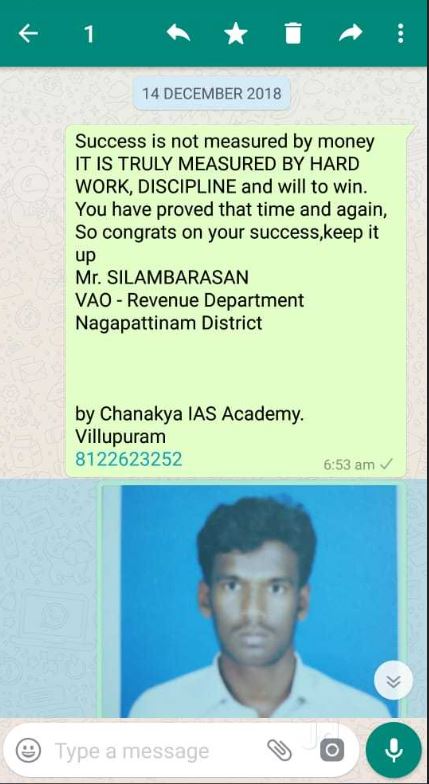 1
14 DECEMBER 2018
Success is not measured by money
IT IS TRULY MEASURED BY HARD
WORK, DISCIPLINE and will to win.
You have proved that time and again,
So congrats on your success,keep it
up
Mr. SILAMBARASAN
VAO - Revenue Department
Nagapattinam District
by Chanakya IAS Academy.
Villupuram
8122623252
6:53 am
Type a message